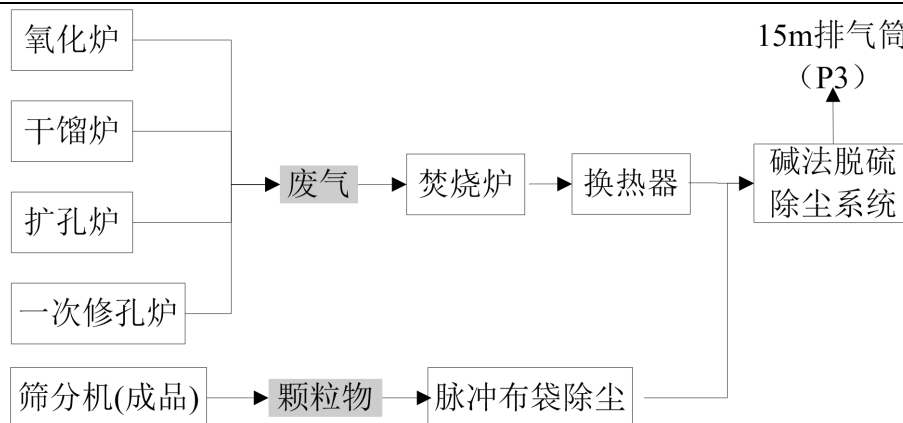 氧化炉
15m排气筒
（P3）
干馏炉
废气
焚烧炉
换热器
碱法脱硫
除尘系统
扩孔炉
一次修孔炉
筛分机(成品)
颗粒物
脉冲布袋除尘